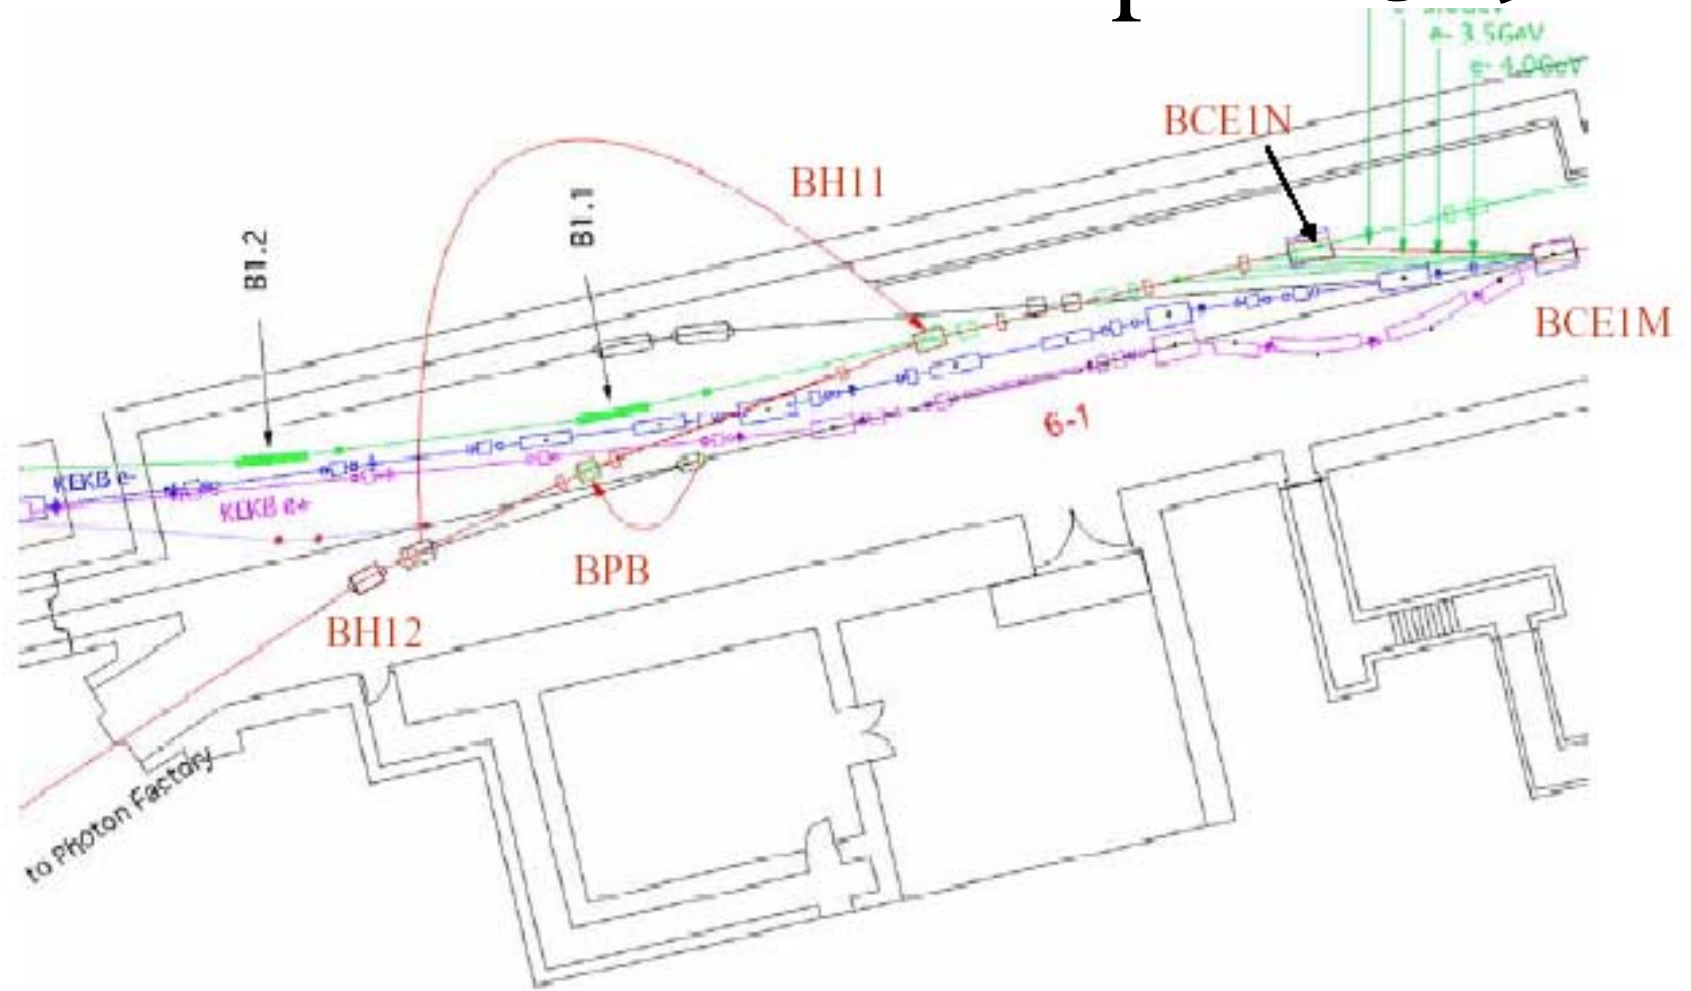 e- 3.5GeV
e- 4.0GeV
BCE1N
BH11
B1.1
B1.2
BCE1M
6-1
KEKB e-
KEKB e+
BPB
BH12
to Photon Factory